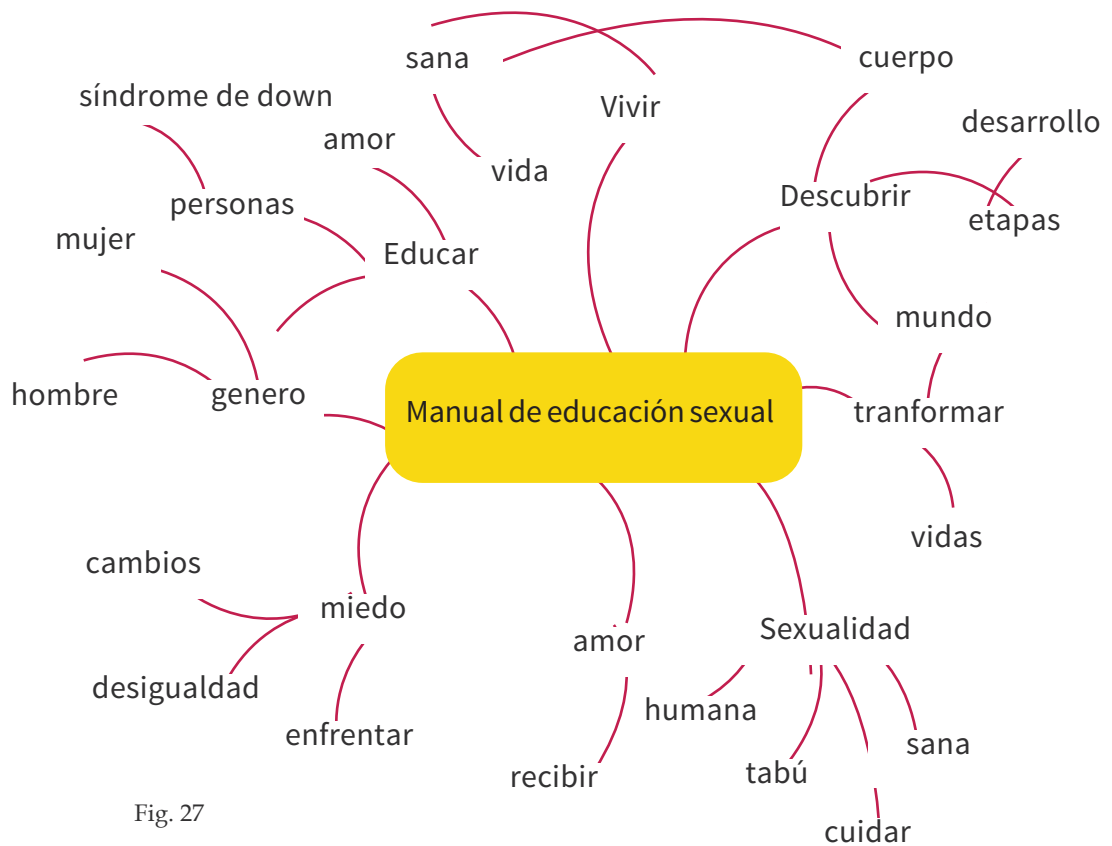 sana
cuerpo
síndrome de down
Vivir
desarrollo
amor
vida
Descubrir
personas
etapas
mujer
Educar
mundo
hombre
genero
Manual de educación sexual
tranformar
vidas
cambios
miedo
Sexualidad
amor
desigualdad
humana
enfrentar
sana
recibir
tabú
Fig. 27
cuidar